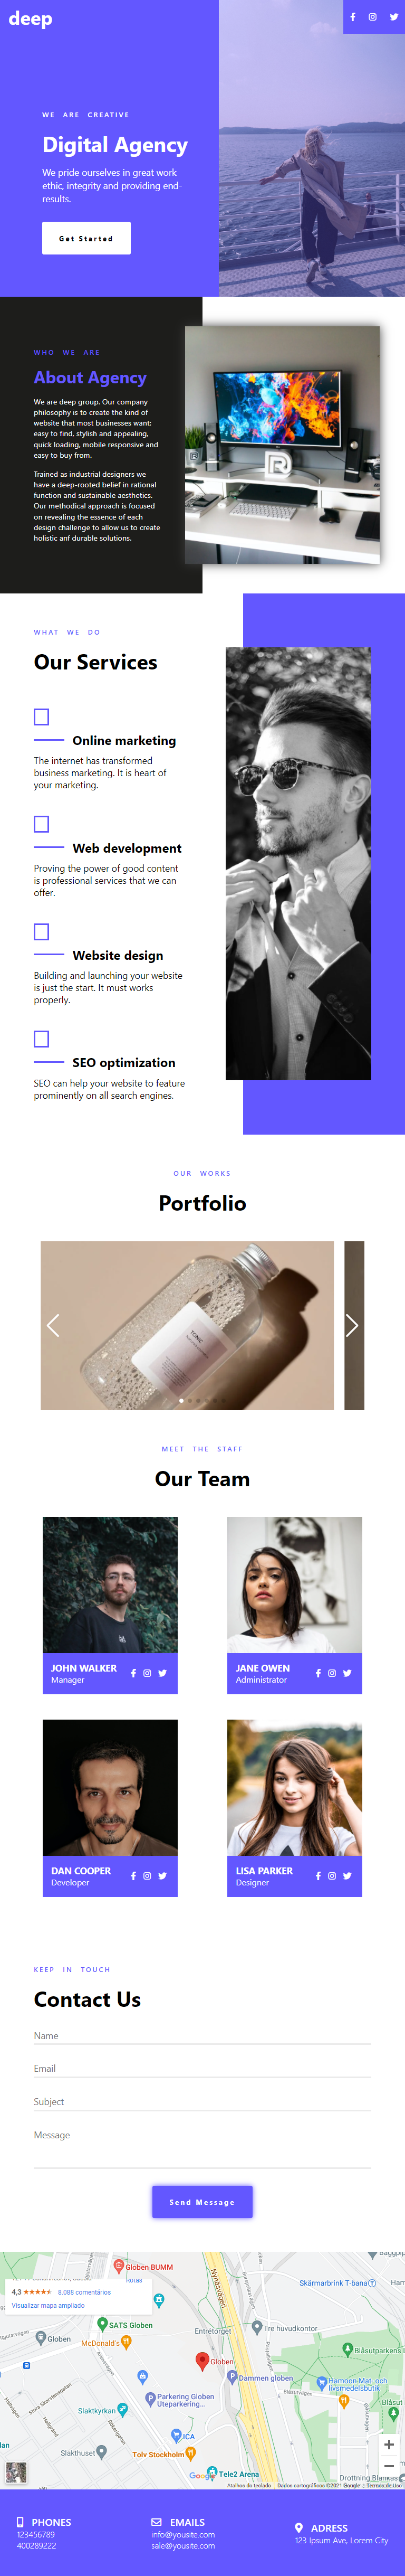 deep
WE ARE CREATIVE
Digital Agency
We pride ourselves in great work
ethic, integrity and providing end-
results.
Get Started
WHO WE ARE
About Agency
We are deep group. Our company
philosophy is to create the kind of
website that most businesses want:
easy to find, stylish and appealing,
quick loading, mobile responsive and
easy to buy from.
Trained as industrial designers we
have a deep-rooted belief in rational
function and sustainable aesthetics.
Our methodical approach is focused
on revealing the essence of each
design challenge to allow us to create
holistic anf durable solutions.
WHAT WE DO
Our Services
Online marketing
The internet has transformed
business marketing. It is heart of
your marketing.
Web development
Proving the power of good content
is professional services that we can
offer.
Website design
Building and launching your website
is just the start. It must works
properly.
SEO optimization
SEO can help your website to feature
prominently on all search engines.
OUR WORKS
Portfolio
TONIC
MEET THE STAFF
Our Team
JOHN WALKER
Manager
JANE OWEN
Administrator
DAN COOPER
Developer
LISA PARKER
Designer
KEEP IN TOUCH
Contact Us
Name
Email
Subject
Message
Send Message
Globen BUMM
Nynäsvägen
Skärmarbrink T-bana
4,3
8.088 comentários
Visualizar mapa ampliado
SATS Globen
Entretorget
Tre huvudkontor
Globen
McDonald's
Blåsutparkens
Globen
Dammen globen
Hamoon-Mat- och
livsmedelsbutik
Parkering Globen
Uteparkering...
Slaktkyrkan
Blåsut
ICA
Slakthuset
Tolv Stockholm
Tele2 Arena
Drottning Blankas
Google
Atalhos do teclado
Dados cartográficos ©2021 Google
Termos de Uso
PHONES
123456789
400289222
EMAILS
info@yousite.com
sale@yousite.com
ADRESS
123 Ipsum Ave, Lorem City